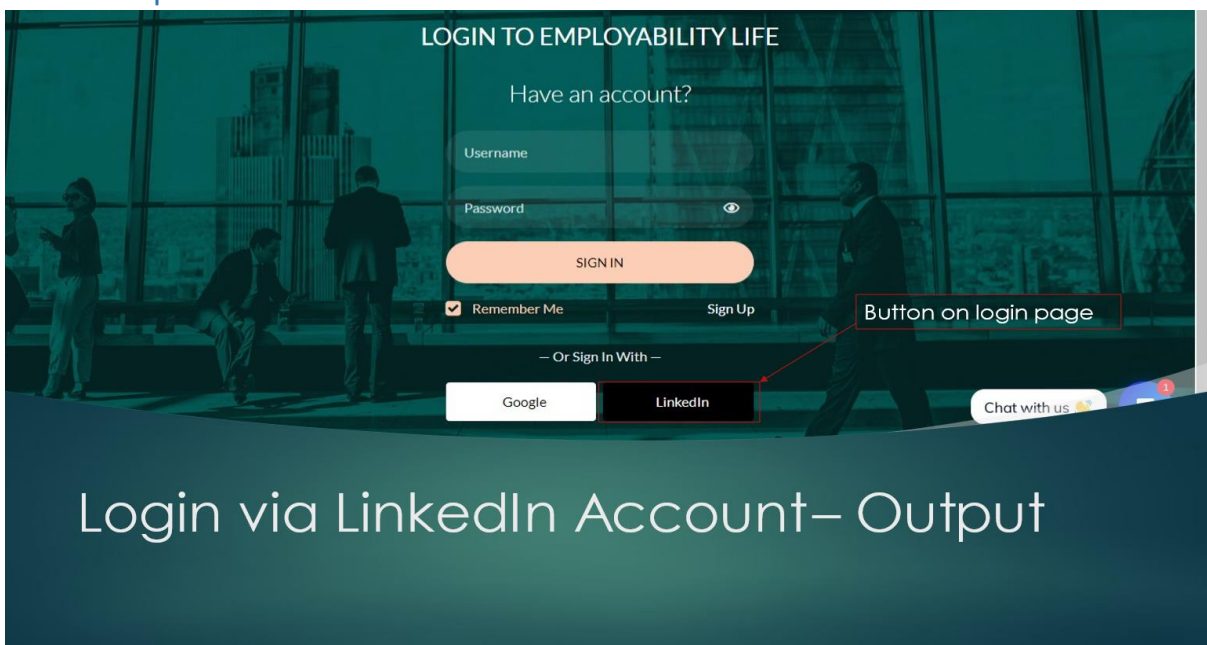 LOGIN TO EMPLOYABILITY LIFE
Have an account?
Username
Password
SIGN IN
Remember Me
Sign Up
Button on login page
— Or Sign In With —
Google
LinkedIn
Chat with us
1
Login via LinkedIn Account– Output